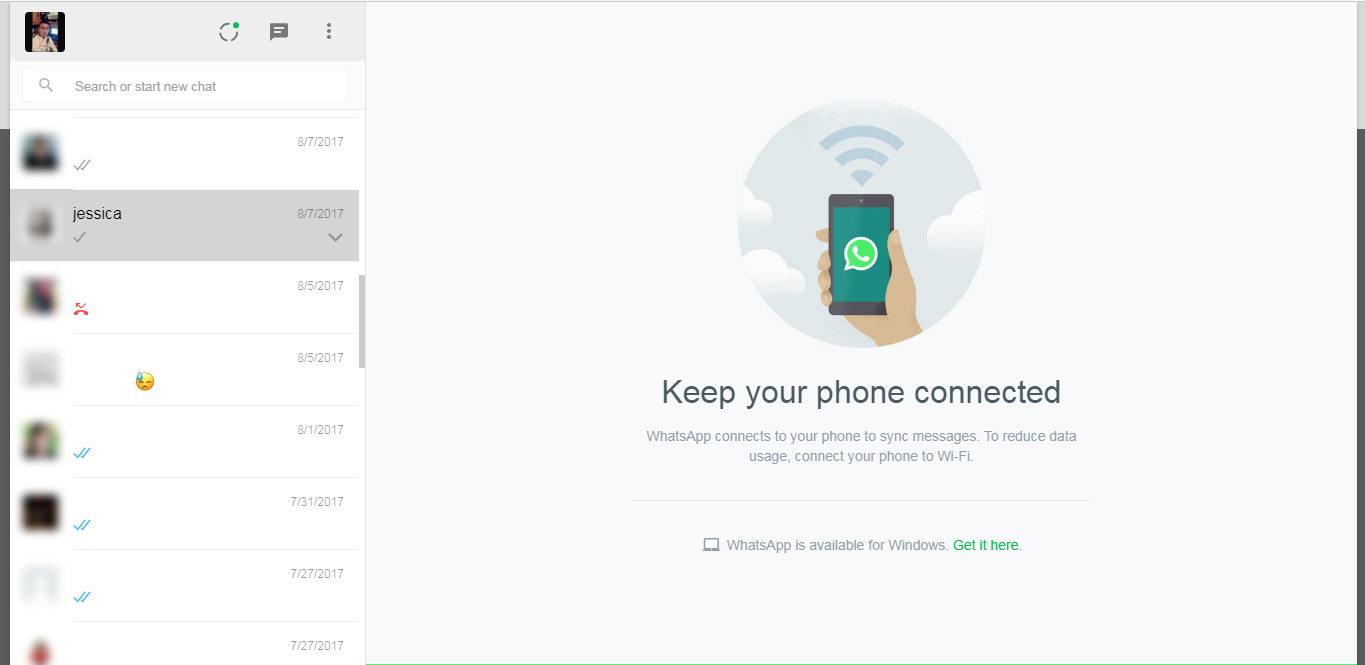 Search or start new chat
8/7/2017
jessica
8/7/2017
8/5/2017
8/5/2017
8/1/2017
7/31/2017
7/27/2017
7/27/2017
Keep your phone connected
WhatsApp connects to your phone to sync messages. To reduce data
usage, connect your phone to Wi-Fi.
WhatsApp is available for Windows. Get it here.